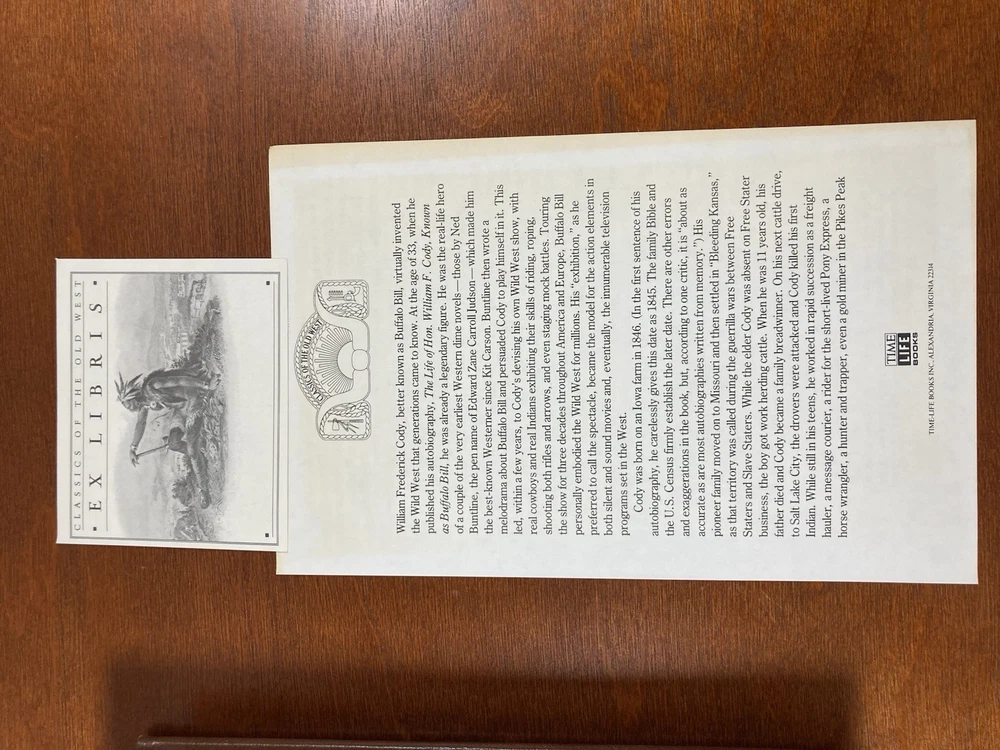 CLASSICS OF THE OLD WEST
EX LIBRIS
CLASSICS OF THE OLD WEST
William Frederick Cody, better known as Buffalo Bill, virtually invented
the Wild West that generations came to know. At the age of 33, when he
published his autobiography, The Life of Hon. William F. Cody, Known
as Buffalo Bill, he was already a legendary figure. He was the real-life hero
of a couple of the very earliest Western dime novels—those by Ned
Buntline, the pen name of Edward Zane Carroll Judson—which made him
the best-known Westerner since Kit Carson. Buntline then wrote a
melodrama about Buffalo Bill and persuaded Cody to play himself in it. This
led, within a few years, to Cody's devising his own Wild West show, with
real cowboys and real Indians exhibiting their skills of riding, roping,
shooting both rifles and arrows, and even staging mock battles. Touring
the show for three decades throughout America and Europe, Buffalo Bill
personally embodied the Wild West for millions. His "exhibition," as he
preferred to call the spectacle, became the model for the action elements in
both silent and sound movies and, eventually, the innumerable television
programs set in the West.
Cody was born on an Iowa farm in 1846. (In the first sentence of his
autobiography, he carelessly gives this date as 1845. The family Bible and
the U.S. Census firmly establish the later date. There are other errors
and exaggerations in the book, but, according to one critic, it is "about as
accurate as are most autobiographies written from memory.") His
pioneer family moved on to Missouri and then settled in "Bleeding Kansas,"
as that territory was called during the guerrilla wars between Free
Staters and Slave Staters. While the elder Cody was absent on Free Stater
business, the boy got work herding cattle. When he was 11 years old, his
father died and Cody became a family breadwinner. On his next cattle drive,
to Salt Lake City, the drovers were attacked and Cody killed his first
Indian. While still in his teens, he worked in rapid succession as a freight
hauler, a message courier, a rider for the short-lived Pony Express, a
horse wrangler, a hunter and trapper, even a gold miner in the Pikes Peak
TIME
LIFE
BOOKS
TIME-LIFE BOOKS INC., ALEXANDRIA, VIRGINIA 22314